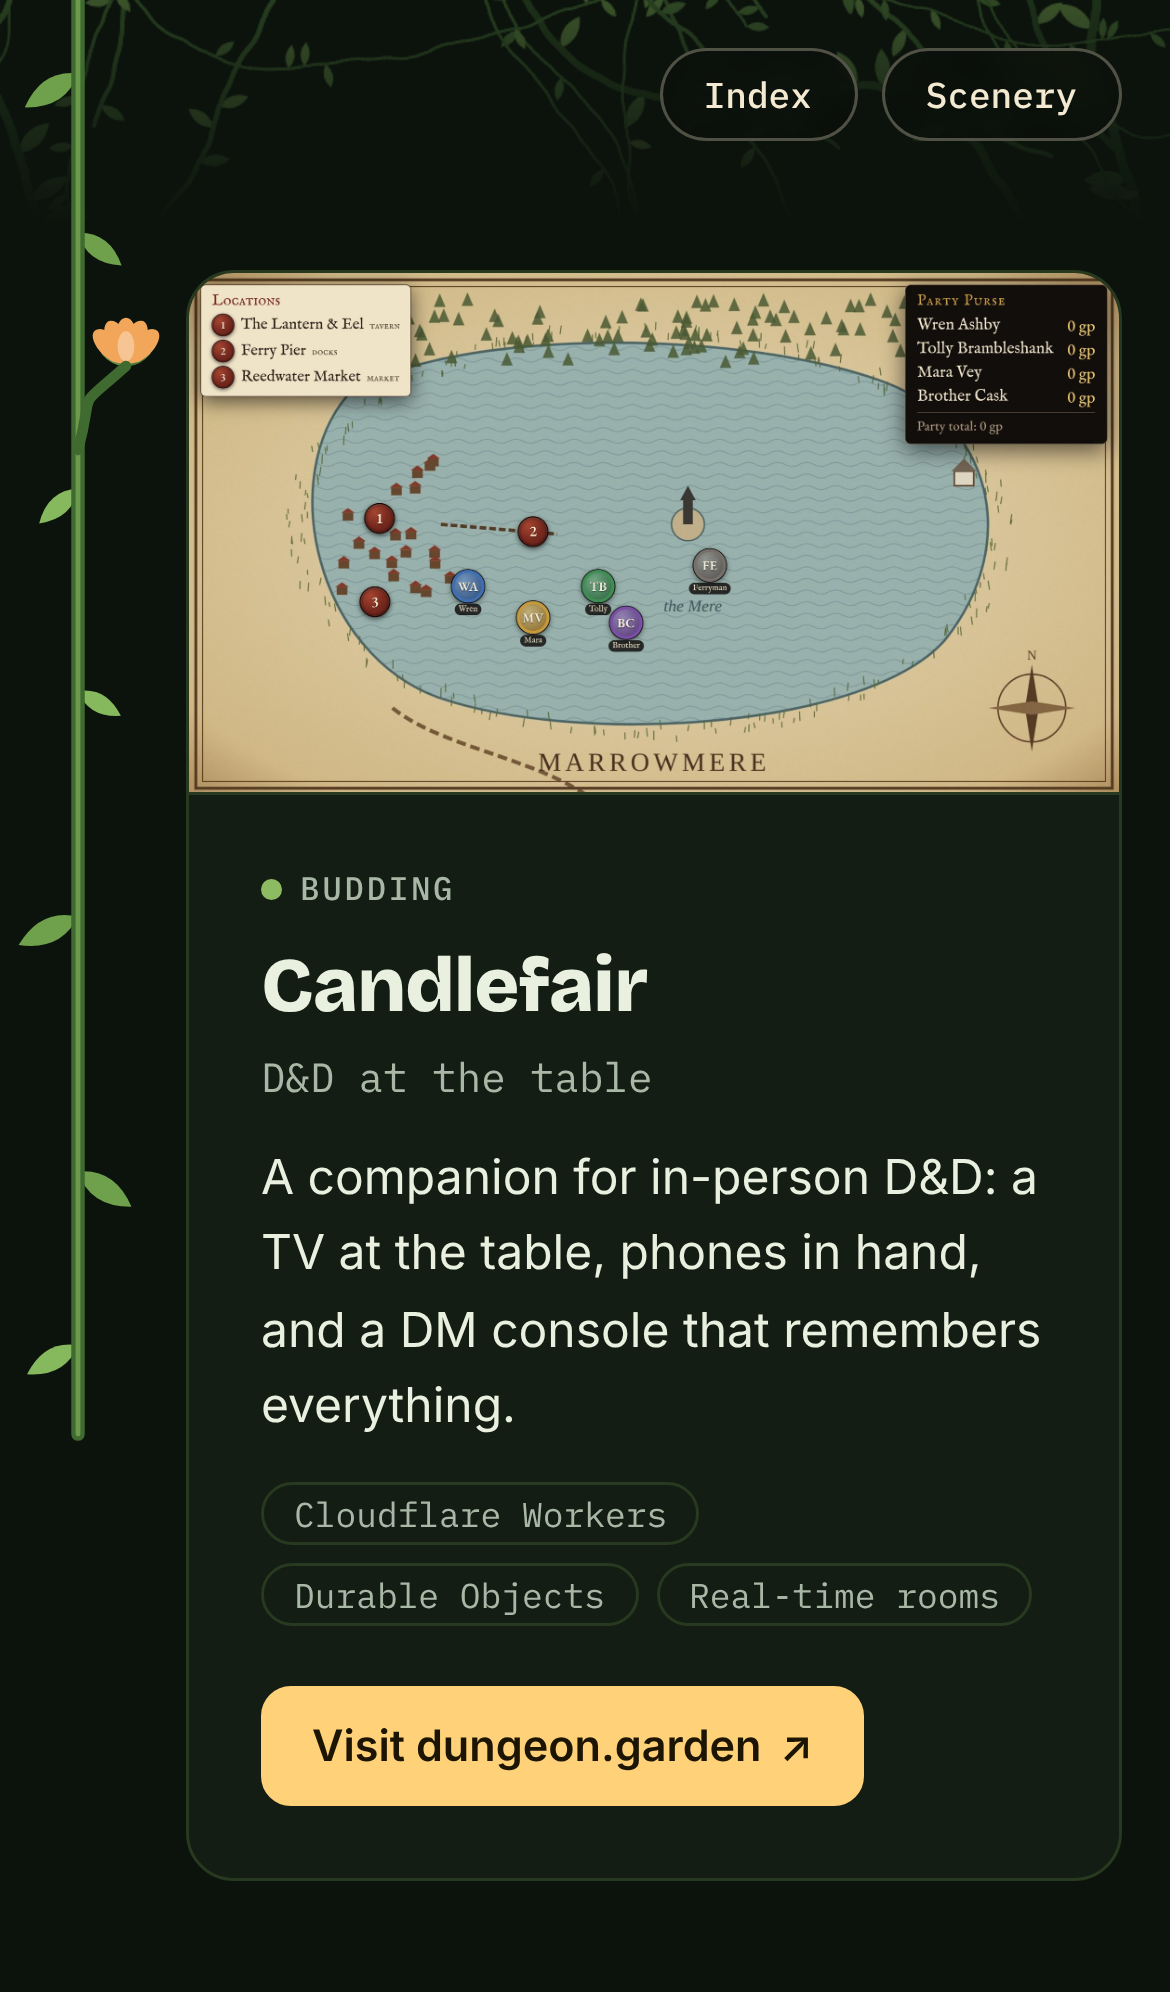 Index
Scenery
Locations
1 The Lantern & Eel TAVERN
2 Ferry Pier DOCKS
3 Reedwater Market MARKET
Party Purse
Wren Ashby 0 gp
Tolly Brambleshank 0 gp
Mara Vey 0 gp
Brother Cask 0 gp
Party total: 0 gp
1
2
3
WA
Wren
MV
Mara
TB
Tolly
BC
Brother
FE
Ferryman
the Mere
N
MARROWMERE
BUDDING
Candlefair
D&D at the table
A companion for in-person D&D: a
TV at the table, phones in hand,
and a DM console that remembers
everything.
Cloudflare Workers
Durable Objects
Real-time rooms
Visit dungeon.garden ↗